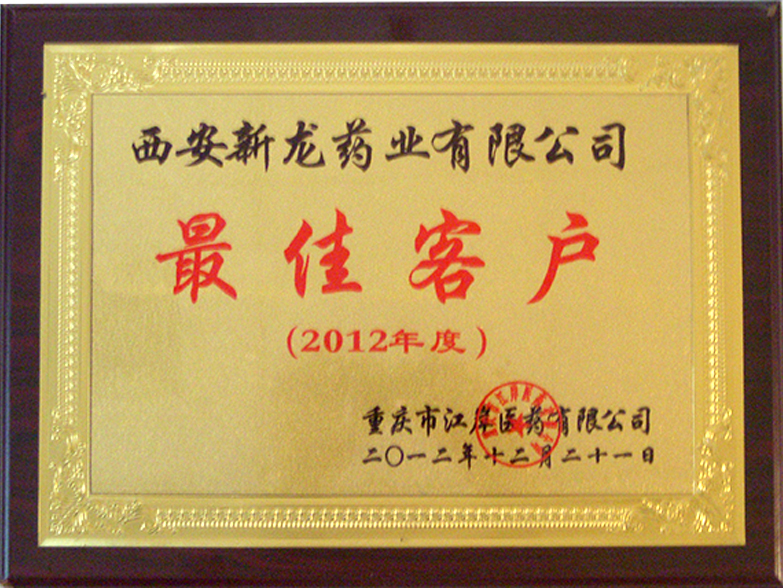 西安新龙药业有限公司
最佳客户
(2012年度)
重庆市江岸医药有限公司
二〇一二年十二月二十一日